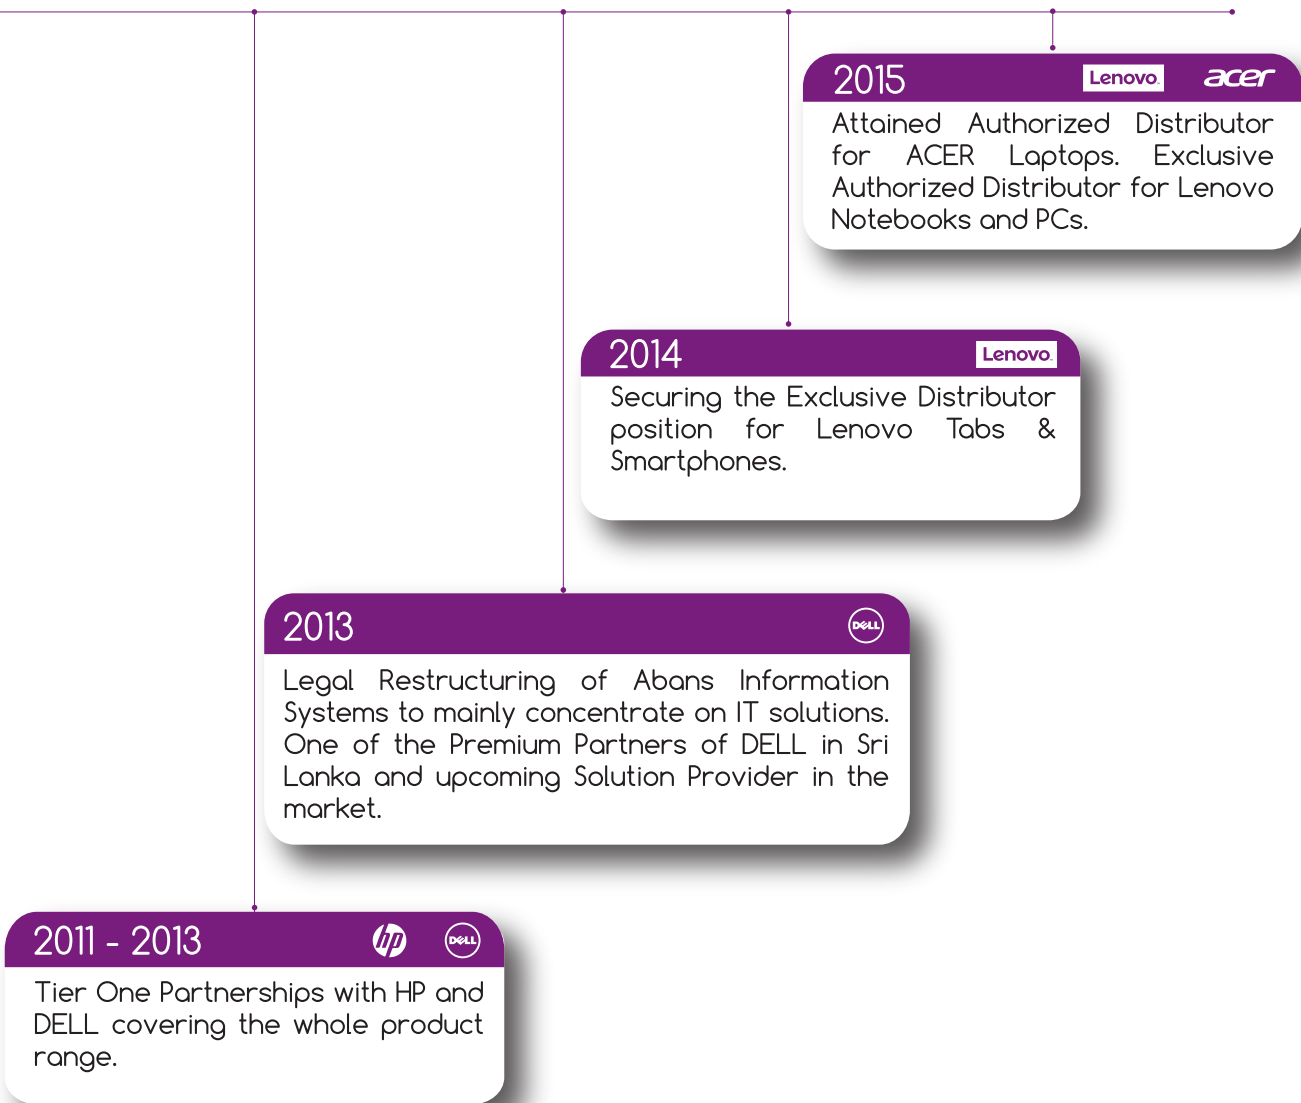 2015 Lenovo. acer
Attained Authorized Distributor
for ACER Laptops. Exclusive
Authorized Distributor for Lenovo
Notebooks and PCs.
2014 Lenovo.
Securing the Exclusive Distributor
position for Lenovo Tabs &
Smartphones.
2013 DELL
Legal Restructuring of Abans Information
Systems to mainly concentrate on IT solutions.
One of the Premium Partners of DELL in Sri
Lanka and upcoming Solution Provider in the
market.
2011 - 2013 hp DELL
Tier One Partnerships with HP and
DELL covering the whole product
range.